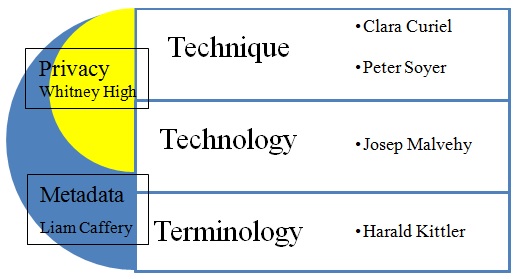 Privacy
Whitney High
Metadata
Liam Caffery
Technique
•Clara Curiel
•Peter Soyer
Technology
•Josep Malvehy
Terminology
•Harald Kittler